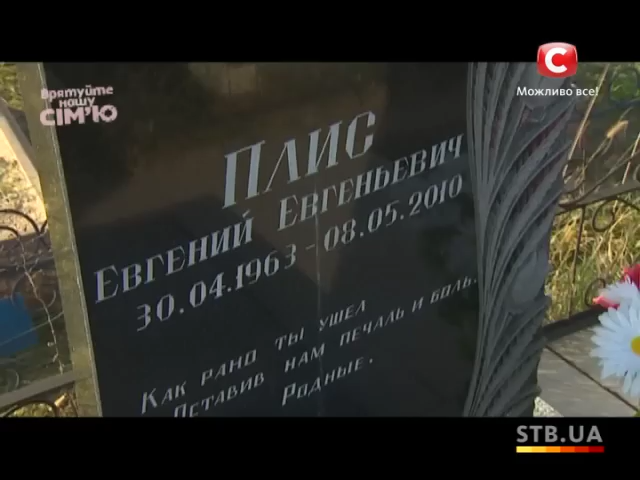 Врятуйте
нашу
СІМ'Ю
Можливо все!
ПЛИС
ЕВГЕНИЙ ЕВГЕНЬЕВИЧ
30.04.1963 - 08.05.2010
КАК РАНО ТЫ УШЕЛ
ОСТАВИВ НАМ ПЕЧАЛЬ И БОЛЬ.
РОДНЫЕ.
STB.UA